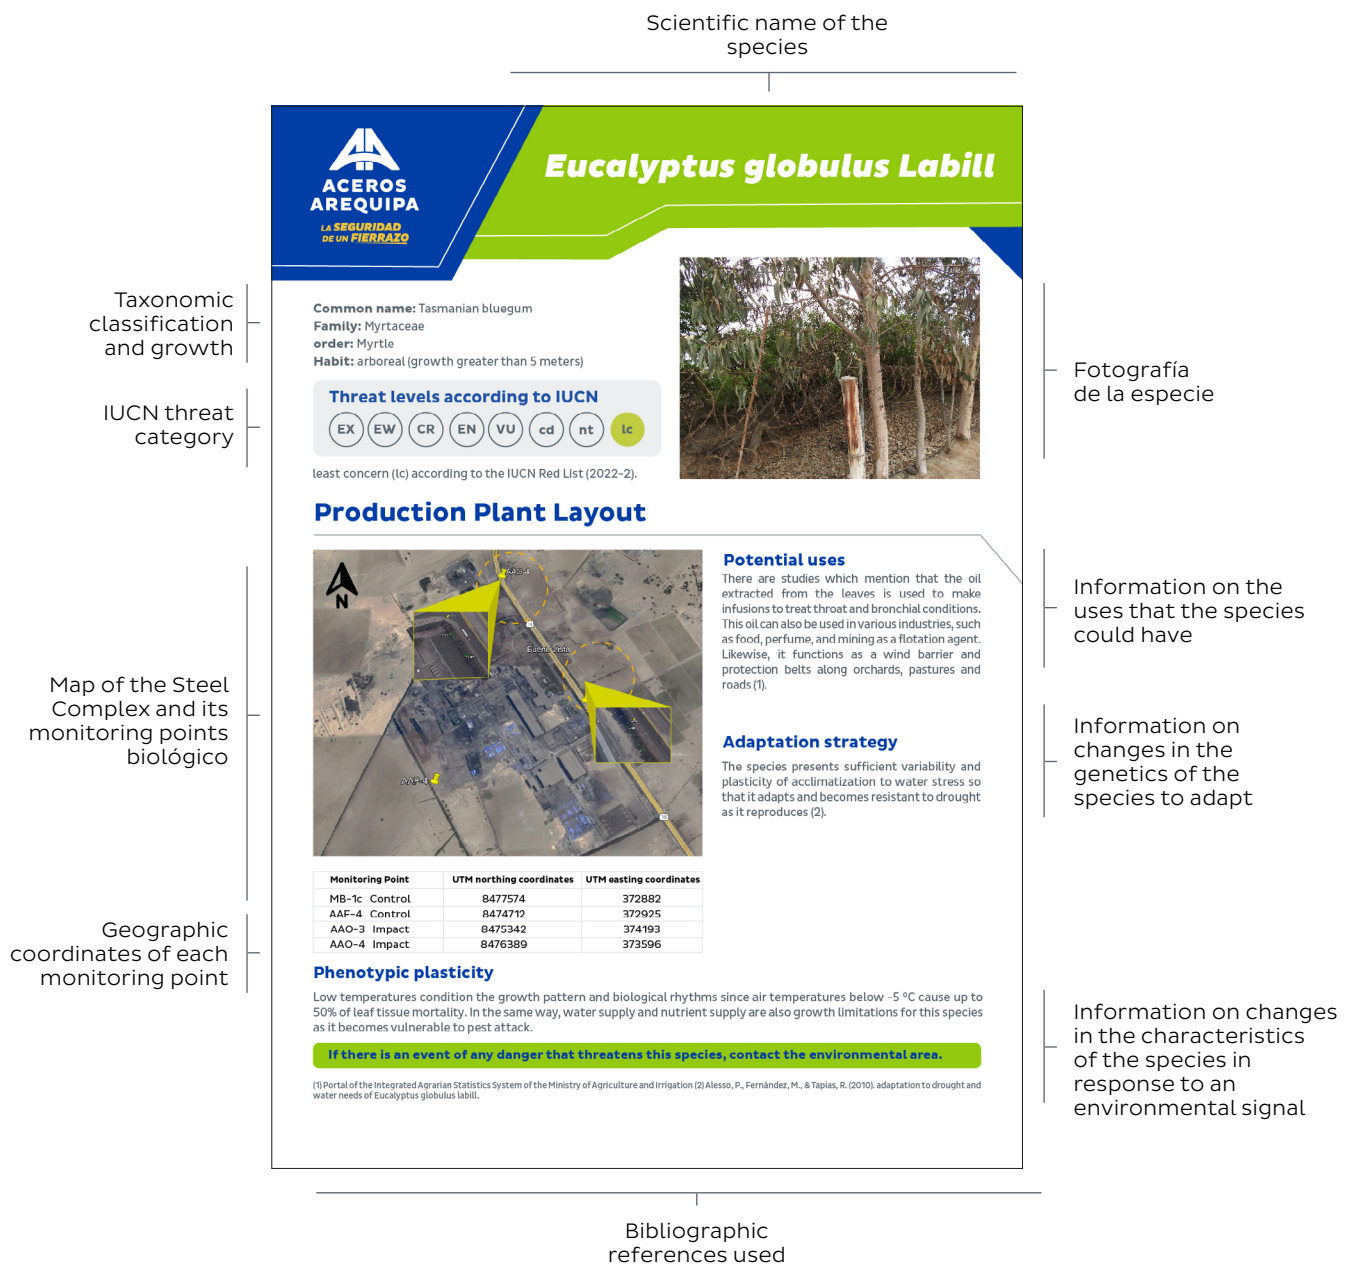 Scientific name of the
species
ACEROS
AREQUIPA
LA SEGURIDAD
DE UN FIERRAZO
Eucalyptus globulus Labill
Taxonomic
classification
and growth
Common name: Tasmanian bluegum
Family: Myrtaceae
order: Myrtle
Habit: arboreal (growth greater than 5 meters)
Fotografía
de la especie
IUCN threat
category
Threat levels according to IUCN
EX EW CR EN VU cd nt lc
least concern (lc) according to the IUCN Red List (2022-2).
Production Plant Layout
Map of the Steel
Complex and its
monitoring points
biológico
N
AAO-4
15
Buena Vista
AAF-4
15
Potential uses
There are studies which mention that the oil
extracted from the leaves is used to make
infusions to treat throat and bronchial conditions.
This oil can also be used in various industries, such
as food, perfume, and mining as a flotation agent.
Likewise, it functions as a wind barrier and
protection belts along orchards, pastures and
roads (1).
Information on the
uses that the species
could have
Adaptation strategy
The species presents sufficient variability and
plasticity of acclimatization to water stress so
that it adapts and becomes resistant to drought
as it reproduces (2).
Information on
changes in the
genetics of the
species to adapt
Geographic
coordinates of each
monitoring point
Monitoring Point UTM northing coordinates UTM easting coordinates
MB-1c Control 8477574 372882
AAF-4 Control 8474712 372925
AAO-3 Impact 8475342 374193
AAO-4 Impact 8476389 373596
Phenotypic plasticity
Low temperatures condition the growth pattern and biological rhythms since air temperatures below -5 ºC cause up to
50% of leaf tissue mortality. In the same way, water supply and nutrient supply are also growth limitations for this species
as it becomes vulnerable to pest attack.
If there is an event of any danger that threatens this species, contact the environmental area.
(1) Portal of the Integrated Agrarian Statistics System of the Ministry of Agriculture and Irrigation (2) Alesso, P., Fernández, M., & Tapias, R. (2010). adaptation to drought and
water needs of Eucalyptus globulus labill.
Information on changes
in the characteristics
of the species in
response to an
environmental signal
Bibliographic
references used